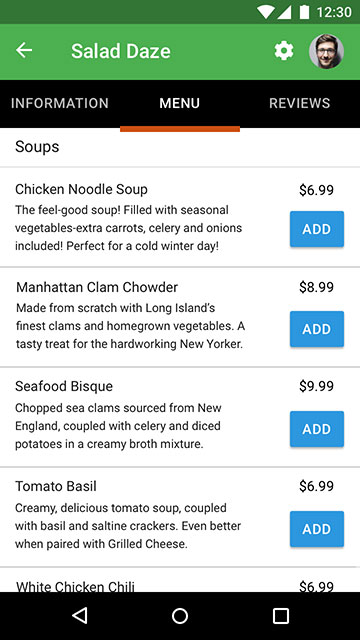 12:30
Salad Daze
INFORMATION MENU REVIEWS
Soups
Chicken Noodle Soup $6.99
The feel-good soup! Filled with seasonal
vegetables-extra carrots, celery and onions
included! Perfect for a cold winter day!
ADD
Manhattan Clam Chowder $8.99
Made from scratch with Long Island's
finest clams and homegrown vegetables. A
tasty treat for the hardworking New Yorker.
ADD
Seafood Bisque $9.99
Chopped sea clams sourced from New
England, coupled with celery and diced
potatoes in a creamy broth mixture.
ADD
Tomato Basil $6.99
Creamy, delicious tomato soup, coupled
with basil and saltine crackers. Even better
when paired with Grilled Cheese.
ADD
White Chicken Chili $6.99